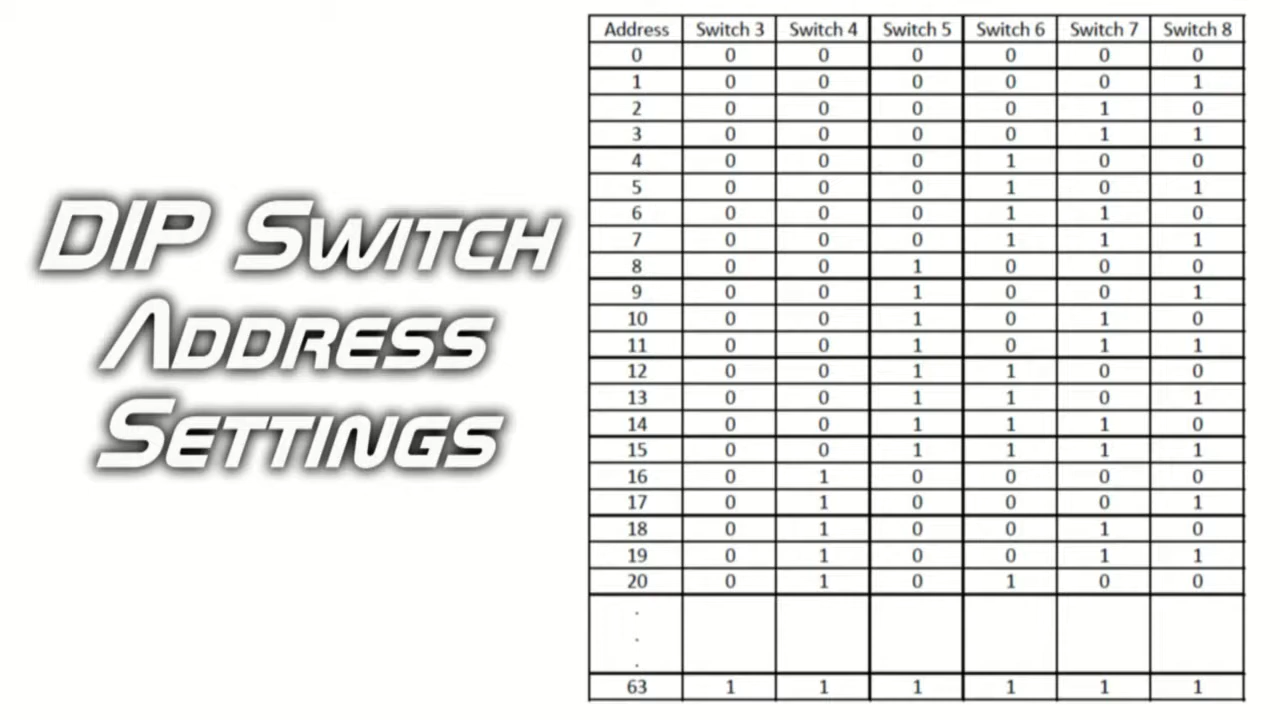 DIP Switch
Address
Settings
Address Switch 3 Switch 4 Switch 5 Switch 6 Switch 7 Switch 8
0 0 0 0 0 0 0
1 0 0 0 0 0 1
2 0 0 0 0 1 0
3 0 0 0 0 1 1
4 0 0 0 1 0 0
5 0 0 0 1 0 1
6 0 0 0 1 1 0
7 0 0 0 1 1 1
8 0 0 1 0 0 0
9 0 0 1 0 0 1
10 0 0 1 0 1 0
11 0 0 1 0 1 1
12 0 0 1 1 0 0
13 0 0 1 1 0 1
14 0 0 1 1 1 0
15 0 0 1 1 1 1
16 0 1 0 0 0 0
17 0 1 0 0 0 1
18 0 1 0 0 1 0
19 0 1 0 0 1 1
20 0 1 0 1 0 0
.
.
.
63 1 1 1 1 1 1